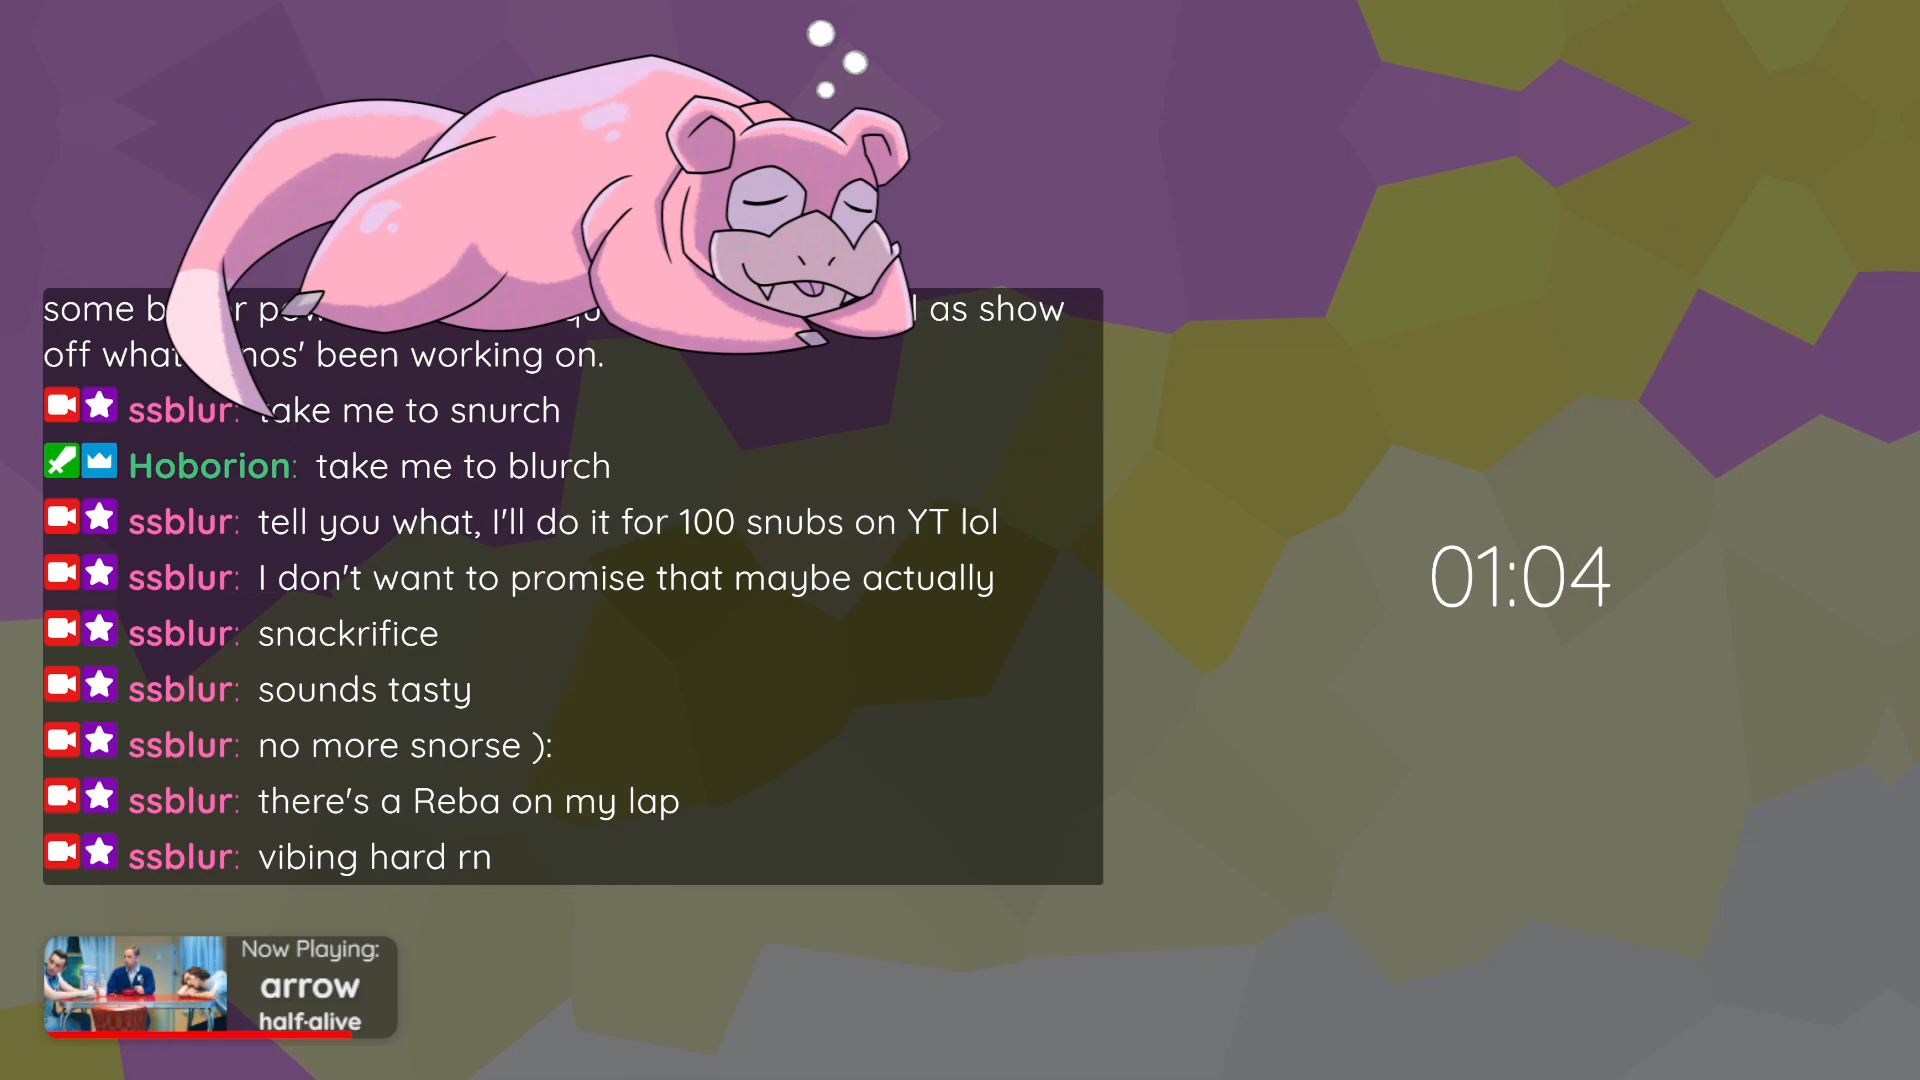 some as show
off been working on.
ssblur: take me to snurch
Hoborion: take me to blurch
ssblur: tell you what, I'll do it for 100 snubs on YT lol
ssblur: I don't want to promise that maybe actually
ssblur: snackrifice
ssblur: sounds tasty
ssblur: no more snorse ):
ssblur: there's a Reba on my lap
ssblur: vibing hard rn
01:04
Now Playing:
arrow
half·alive